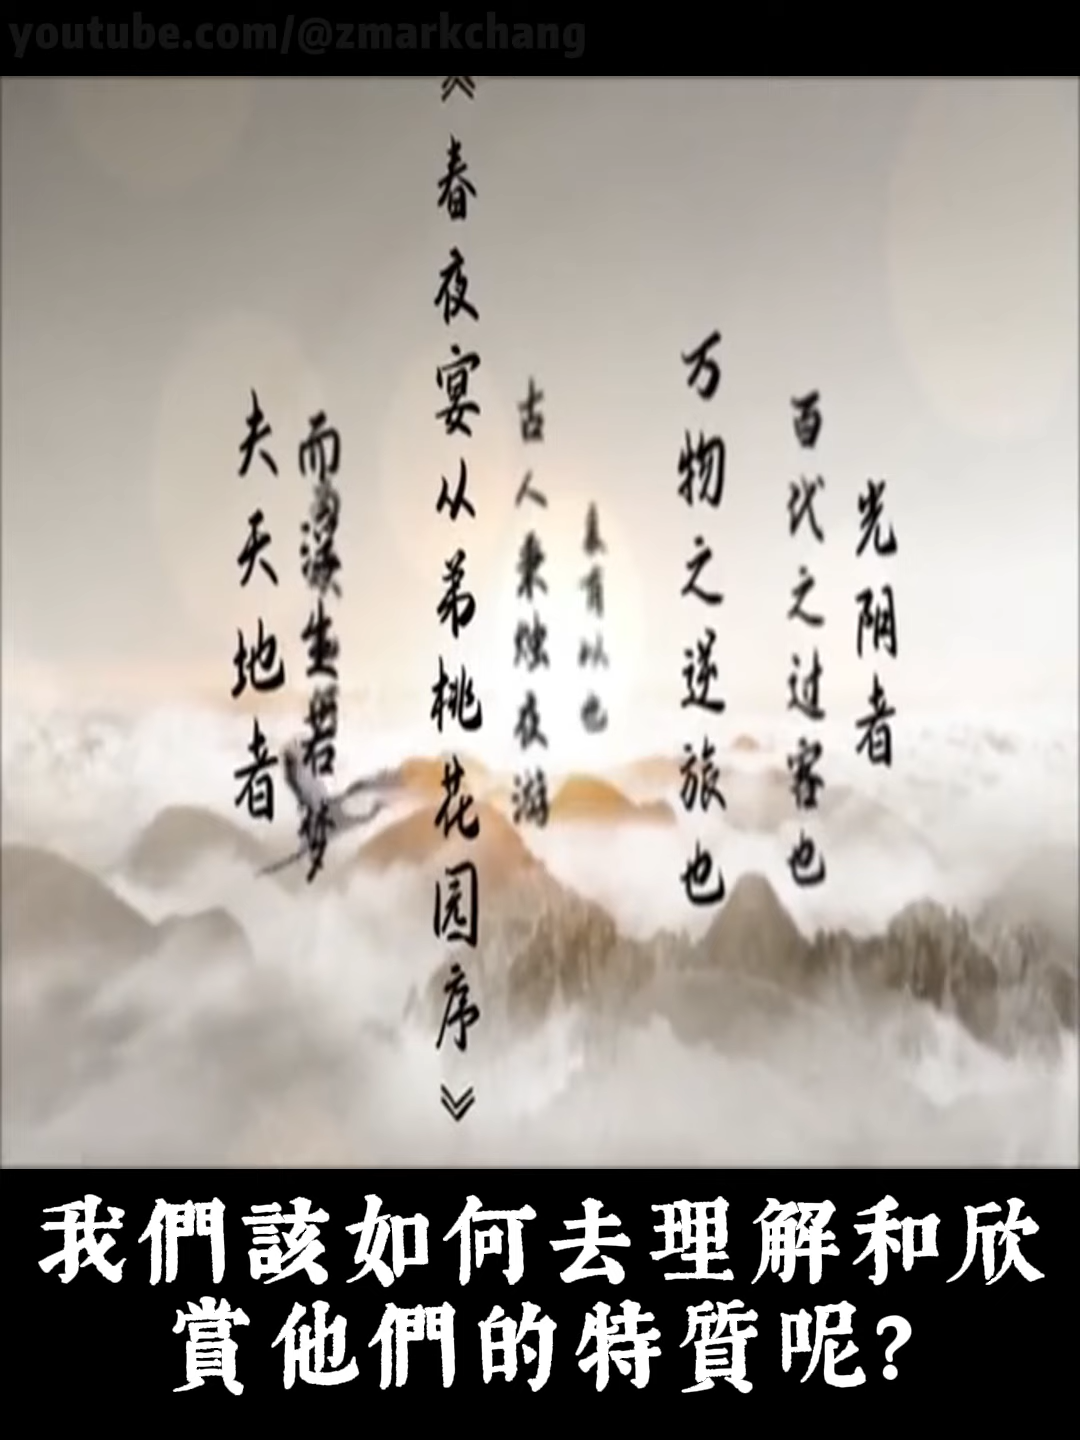 youtube.com/@zmarkchang
《春夜宴从弟桃花园序》
夫天地者
万物之逆旅也
光阴者
百代之过客也
而浮生若梦
古人秉烛夜游
良有以也
我們該如何去理解和欣
賞他們的特質呢?